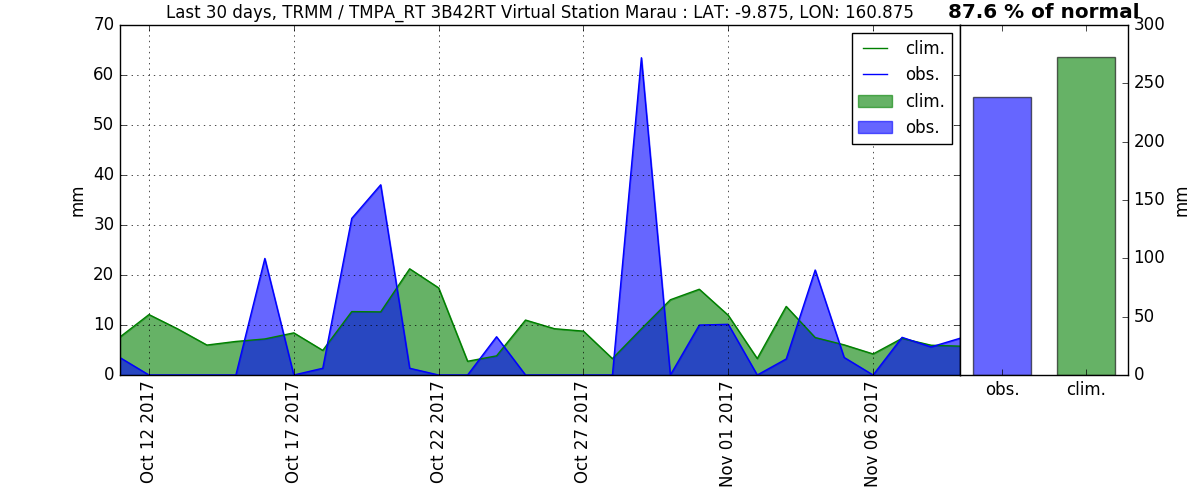 Last 30 days, TRMM / TMPA_RT 3B42RT Virtual Station Marau : LAT: -9.875, LON: 160.875
87.6 % of normal
70
60
50
40
30
20
10
0
mm
clim.
obs.
clim.
obs.
300
250
200
150
100
50
0
mm
obs.
clim.
Oct 12 2017
Oct 17 2017
Oct 22 2017
Oct 27 2017
Nov 01 2017
Nov 06 2017